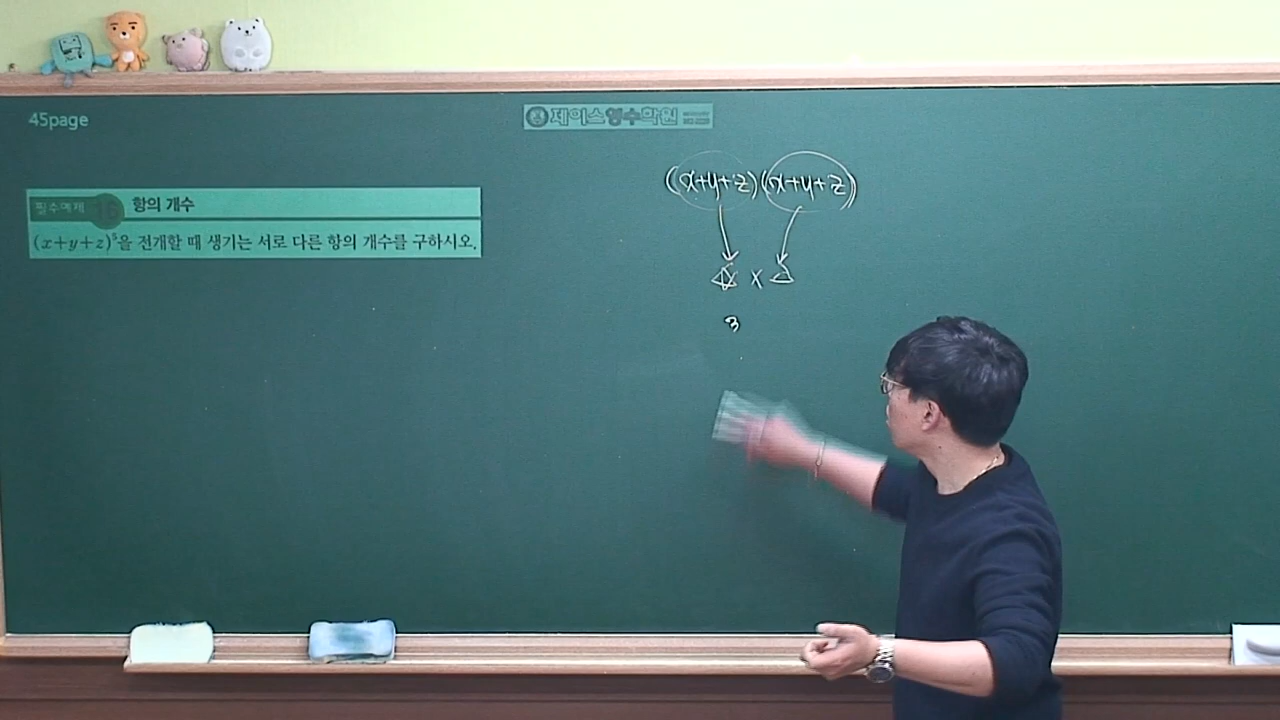 45page
제이스영수학원
필수예제 15 항의 개수
(x+y+z)⁵을 전개할 때 생기는 서로 다른 항의 개수를 구하시오.
(x+y+z)(x+y+z)
×
3